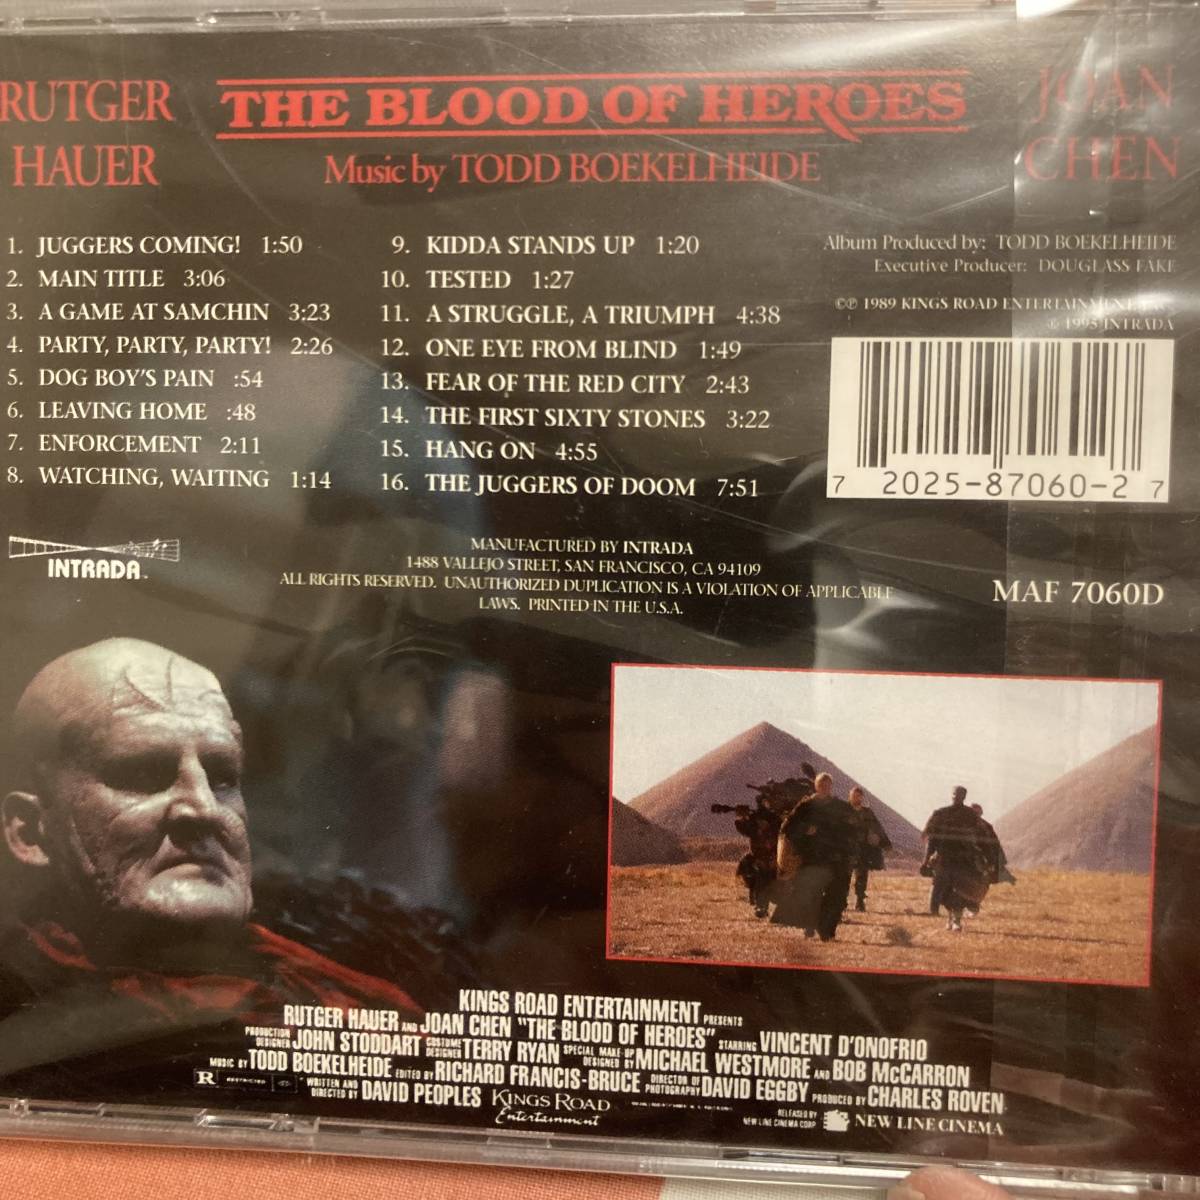 RUTGER
HAUER
THE BLOOD OF HEROES
Music by TODD BOEKELHEIDE
JOAN
CHEN
1. JUGGERS COMING! 1:50
2. MAIN TITLE 3:06
3. A GAME AT SAMCHIN 3:23
4. PARTY, PARTY, PARTY! 2:26
5. DOG BOY'S PAIN :54
6. LEAVING HOME :48
7. ENFORCEMENT 2:11
8. WATCHING, WAITING 1:14
9. KIDDA STANDS UP 1:20
10. TESTED 1:27
11. A STRUGGLE, A TRIUMPH 4:38
12. ONE EYE FROM BLIND 1:49
13. FEAR OF THE RED CITY 2:43
14. THE FIRST SIXTY STONES 3:22
15. HANG ON 4:55
16. THE JUGGERS OF DOOM 7:51
Album Produced by: TODD BOEKELHEIDE
Executive Producer: DOUGLASS FAKE
©℗ 1989 KINGS ROAD ENTERTAINMENT
© 1995 INTRADA
7 2025-87060-2 7
INTRADA
MANUFACTURED BY INTRADA
1488 VALLEJO STREET, SAN FRANCISCO, CA 94109
ALL RIGHTS RESERVED. UNAUTHORIZED DUPLICATION IS A VIOLATION OF APPLICABLE
LAWS. PRINTED IN THE U.S.A.
MAF 7060D
KINGS ROAD ENTERTAINMENT PRESENTS
RUTGER HAUER AND JOAN CHEN "THE BLOOD OF HEROES" STARRING VINCENT D'ONOFRIO
PRODUCTION DESIGNER JOHN STODDART COSTUME DESIGNER TERRY RYAN SPECIAL MAKE-UP DESIGNED BY MICHAEL WESTMORE AND BOB McCARRON
MUSIC BY TODD BOEKELHEIDE EDITED BY RICHARD FRANCIS-BRUCE DIRECTOR OF PHOTOGRAPHY DAVID EGGBY PRODUCED BY CHARLES ROVEN
R RESTRICTED WRITTEN AND DIRECTED BY DAVID PEOPLES KINGS ROAD Entertainment
RELEASED BY NEW LINE CINEMA CORP NEW LINE CINEMA